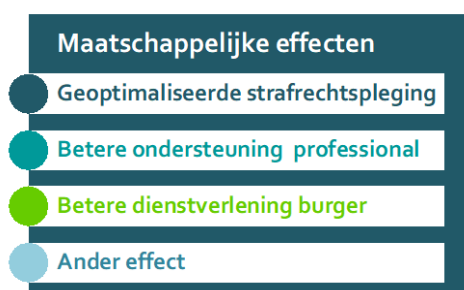 Maatschappelijke effecten
Geoptimaliseerde strafrechtspleging
Betere ondersteuning professional
Betere dienstverlening burger
Ander effect